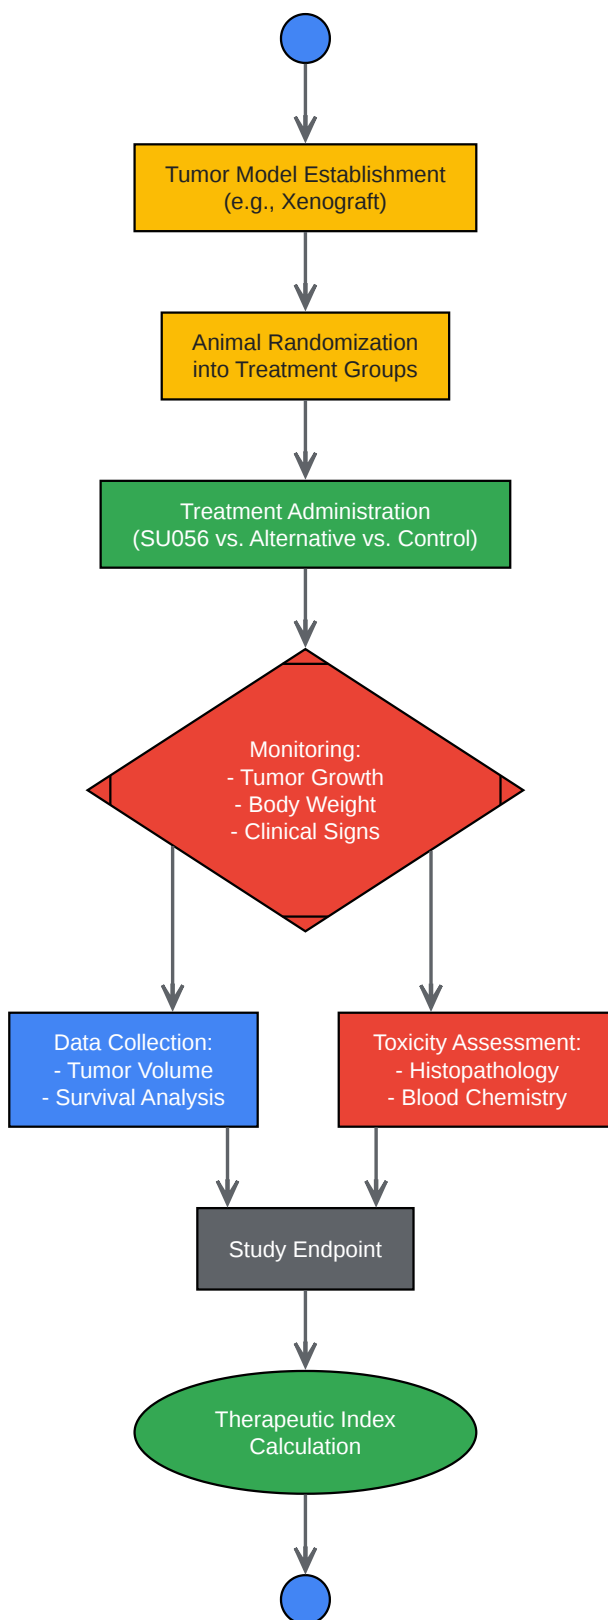 Tumor Model Establishment
(e.g., Xenograft)
Animal Randomization
into Treatment Groups
Treatment Administration
(SU056 vs. Alternative vs. Control)
Monitoring:
- Tumor Growth
- Body Weight
- Clinical Signs
Data Collection:
- Tumor Volume
- Survival Analysis
Toxicity Assessment:
- Histopathology
- Blood Chemistry
Study Endpoint
Therapeutic Index
Calculation